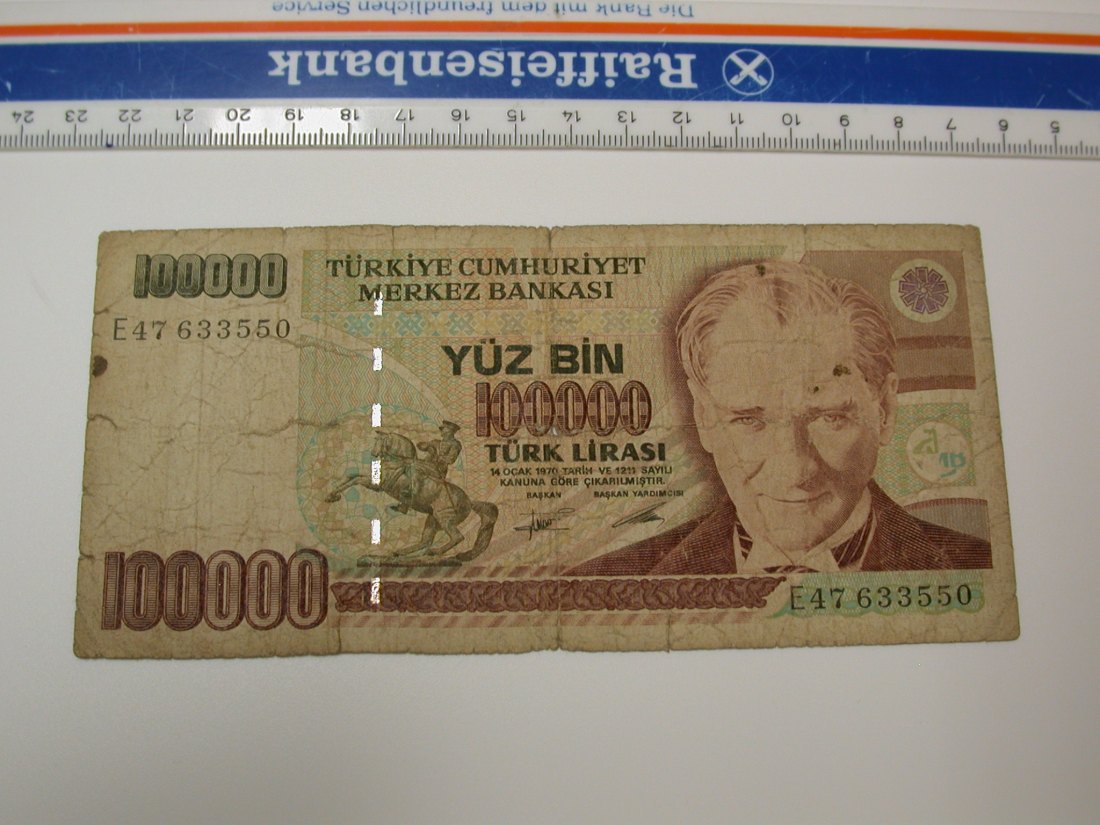 Die Bank mit dem freundlichen Service
Raiffeisenbank
5 6 7 8 9 10 11 12 13 14 15 16 17 18 19 20 21 22 23 24
100000
TÜRKİYE CUMHURİYET
MERKEZ BANKASI
E47 633550
YÜZ BİN
100000
TÜRK LİRASI
14 OCAK 1970 TARİH VE 1211 SAYILI
KANUNA GÖRE ÇIKARILMIŞTIR.
BAŞKAN BAŞKAN YARDIMCISI
100000
E47 633550